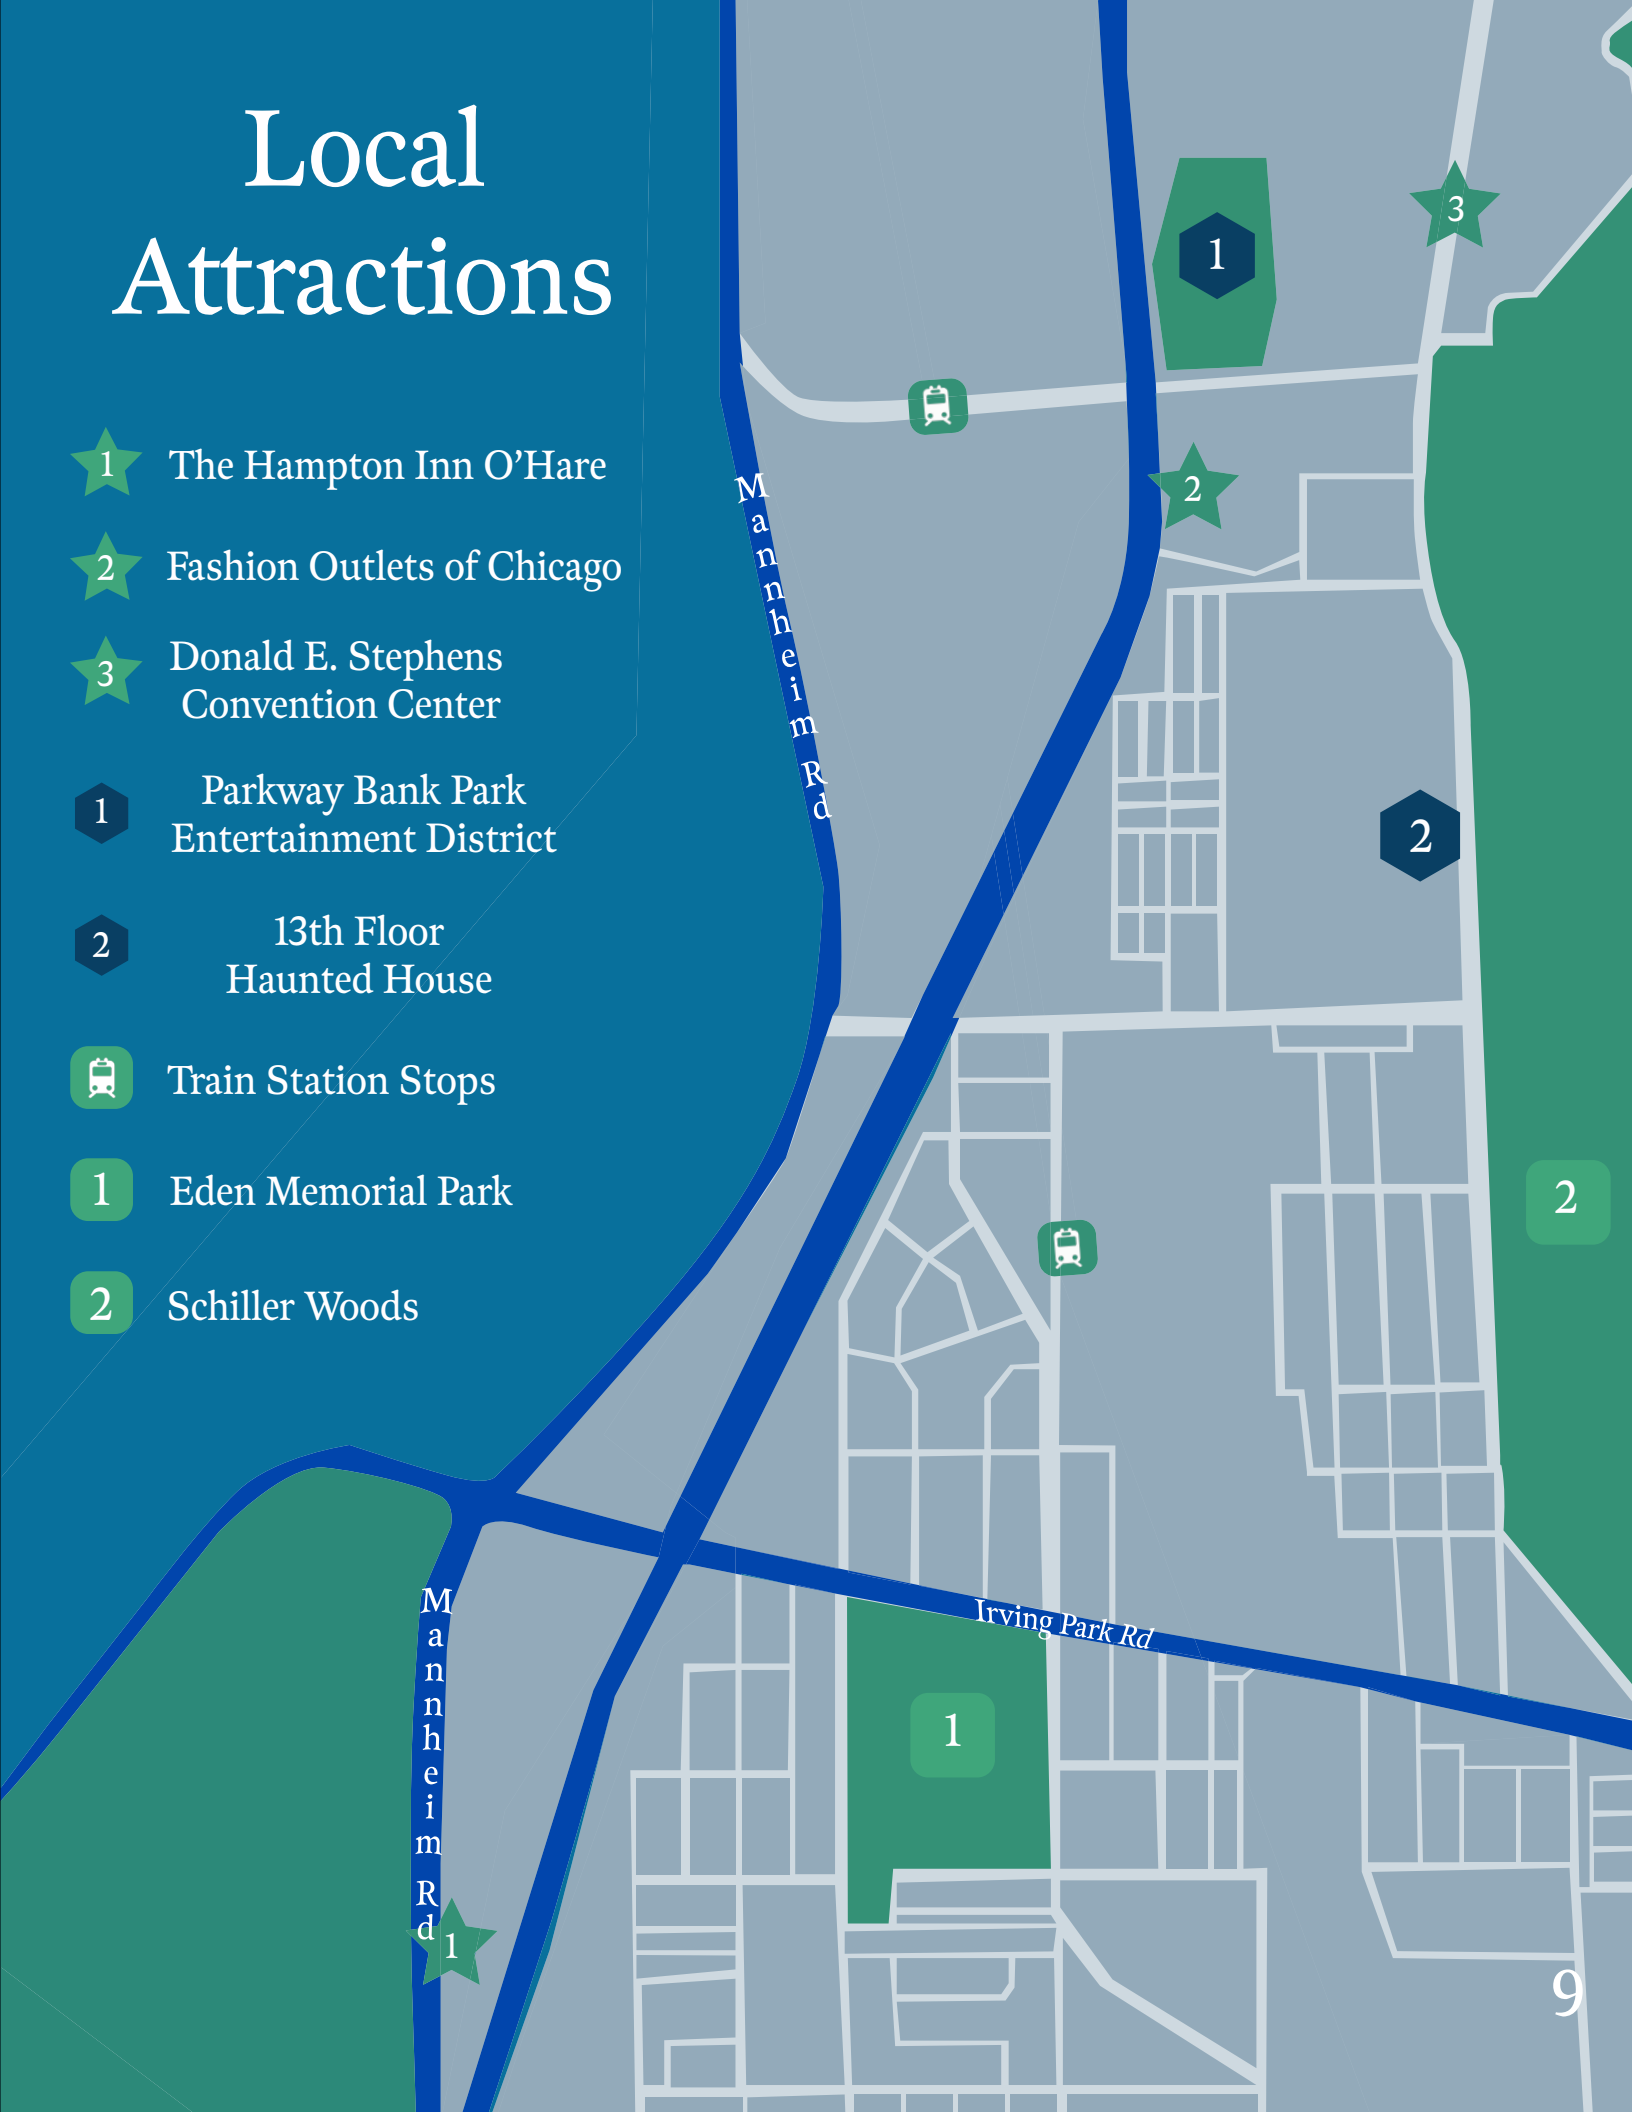 Local
Attractions
1 The Hampton Inn O’Hare
2 Fashion Outlets of Chicago
3 Donald E. Stephens
Convention Center
1 Parkway Bank Park
Entertainment District
2 13th Floor
Haunted House
Train Station Stops
1 Eden Memorial Park
2 Schiller Woods
3
1
2
Mannheim Rd
2
2
Irving Park Rd
1
Mannheim Rd
1
9